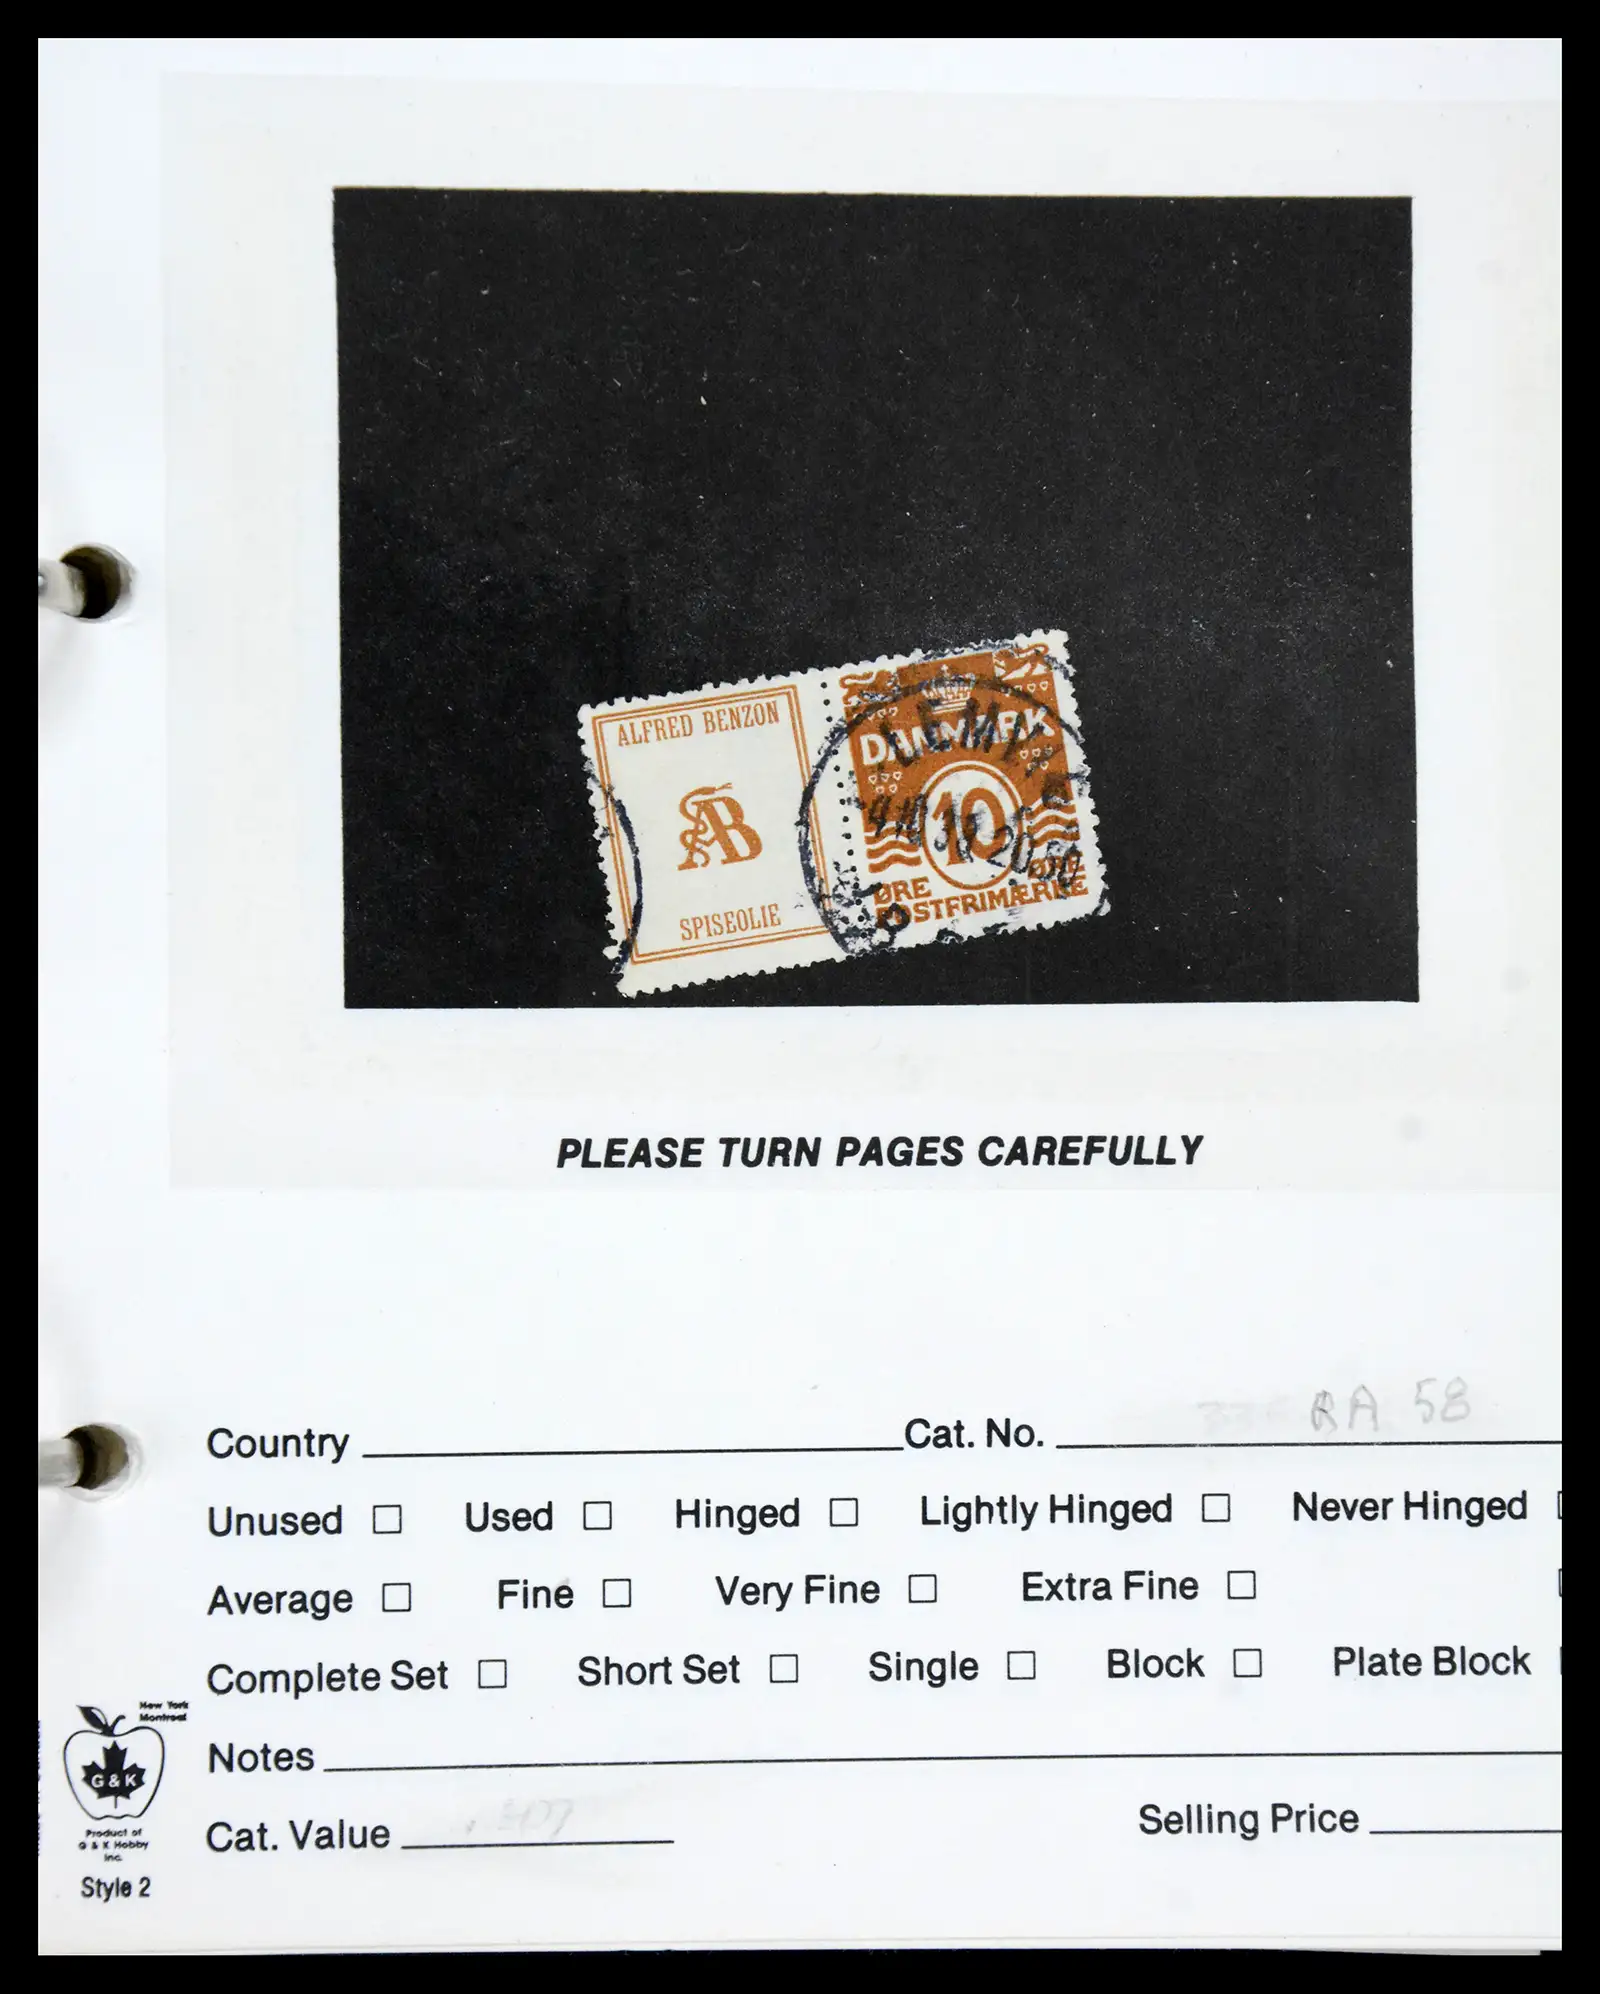 ALFRED BENZON
AB
SPISEOLIE
DANMARK
10
ØRE ØRE
POSTFRIMÆRKE
PLEASE TURN PAGES CAREFULLY
RA 58
Country Cat. No.
Unused Used Hinged Lightly Hinged Never Hinged
Average Fine Very Fine Extra Fine
Complete Set Short Set Single Block Plate Block
New York
Montreal
G & K
Notes
Product of
G & K Hobby
Inc.
Cat. Value Selling Price
Style 2